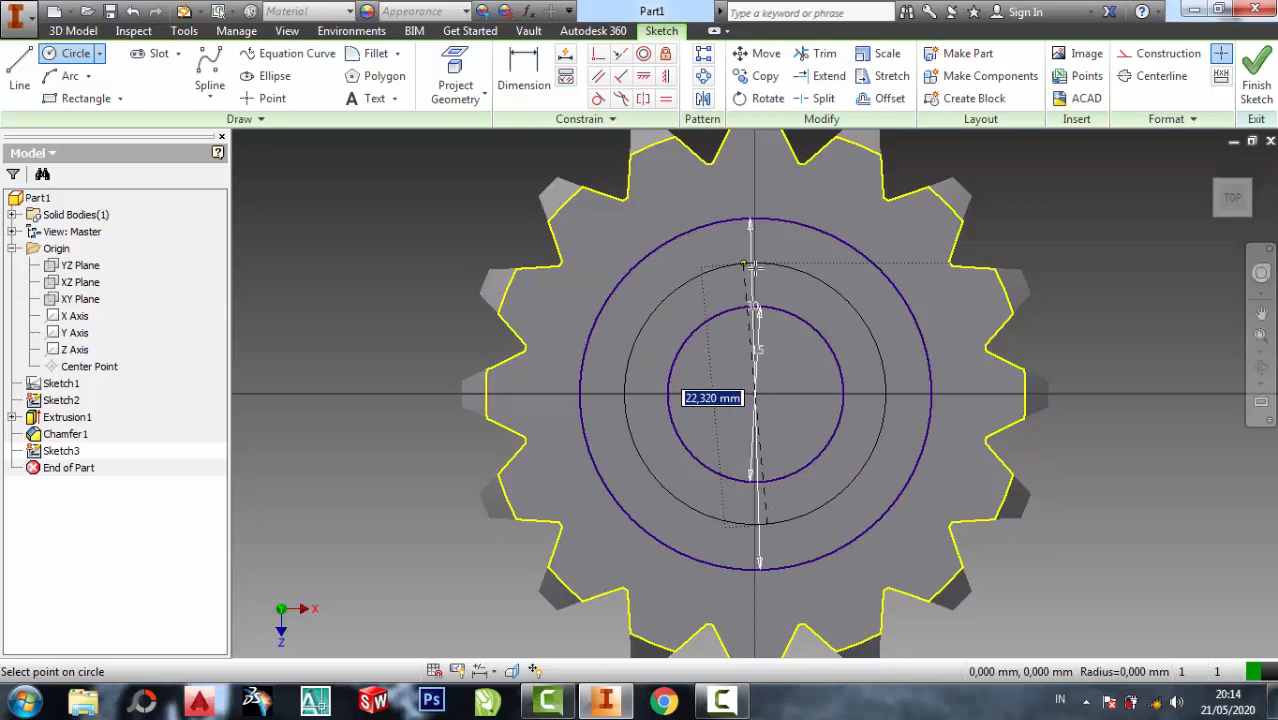 Material
Appearance
Part1
Type a keyword or phrase
Sign In
3D Model
Inspect
Tools
Manage
View
Environments
BIM
Get Started
Vault
Autodesk 360
Sketch
Line
Circle
Arc
Rectangle
Slot
Spline
Equation Curve
Ellipse
Point
Fillet
Polygon
Text
Project Geometry
Draw
Dimension
Constrain
Pattern
Move
Copy
Rotate
Trim
Extend
Split
Scale
Stretch
Offset
Modify
Make Part
Make Components
Create Block
Layout
Image
Points
ACAD
Insert
Construction
Centerline
Format
Finish Sketch
Exit
Model
Part1
Solid Bodies(1)
View: Master
Origin
YZ Plane
XZ Plane
XY Plane
X Axis
Y Axis
Z Axis
Center Point
Sketch1
Sketch2
Extrusion1
Chamfer1
Sketch3
End of Part
TOP
30
15
22,320 mm
X
Z
Select point on circle
0,000 mm, 0,000 mm Radius=0,000 mm 1 1
IN
20:14
21/05/2020